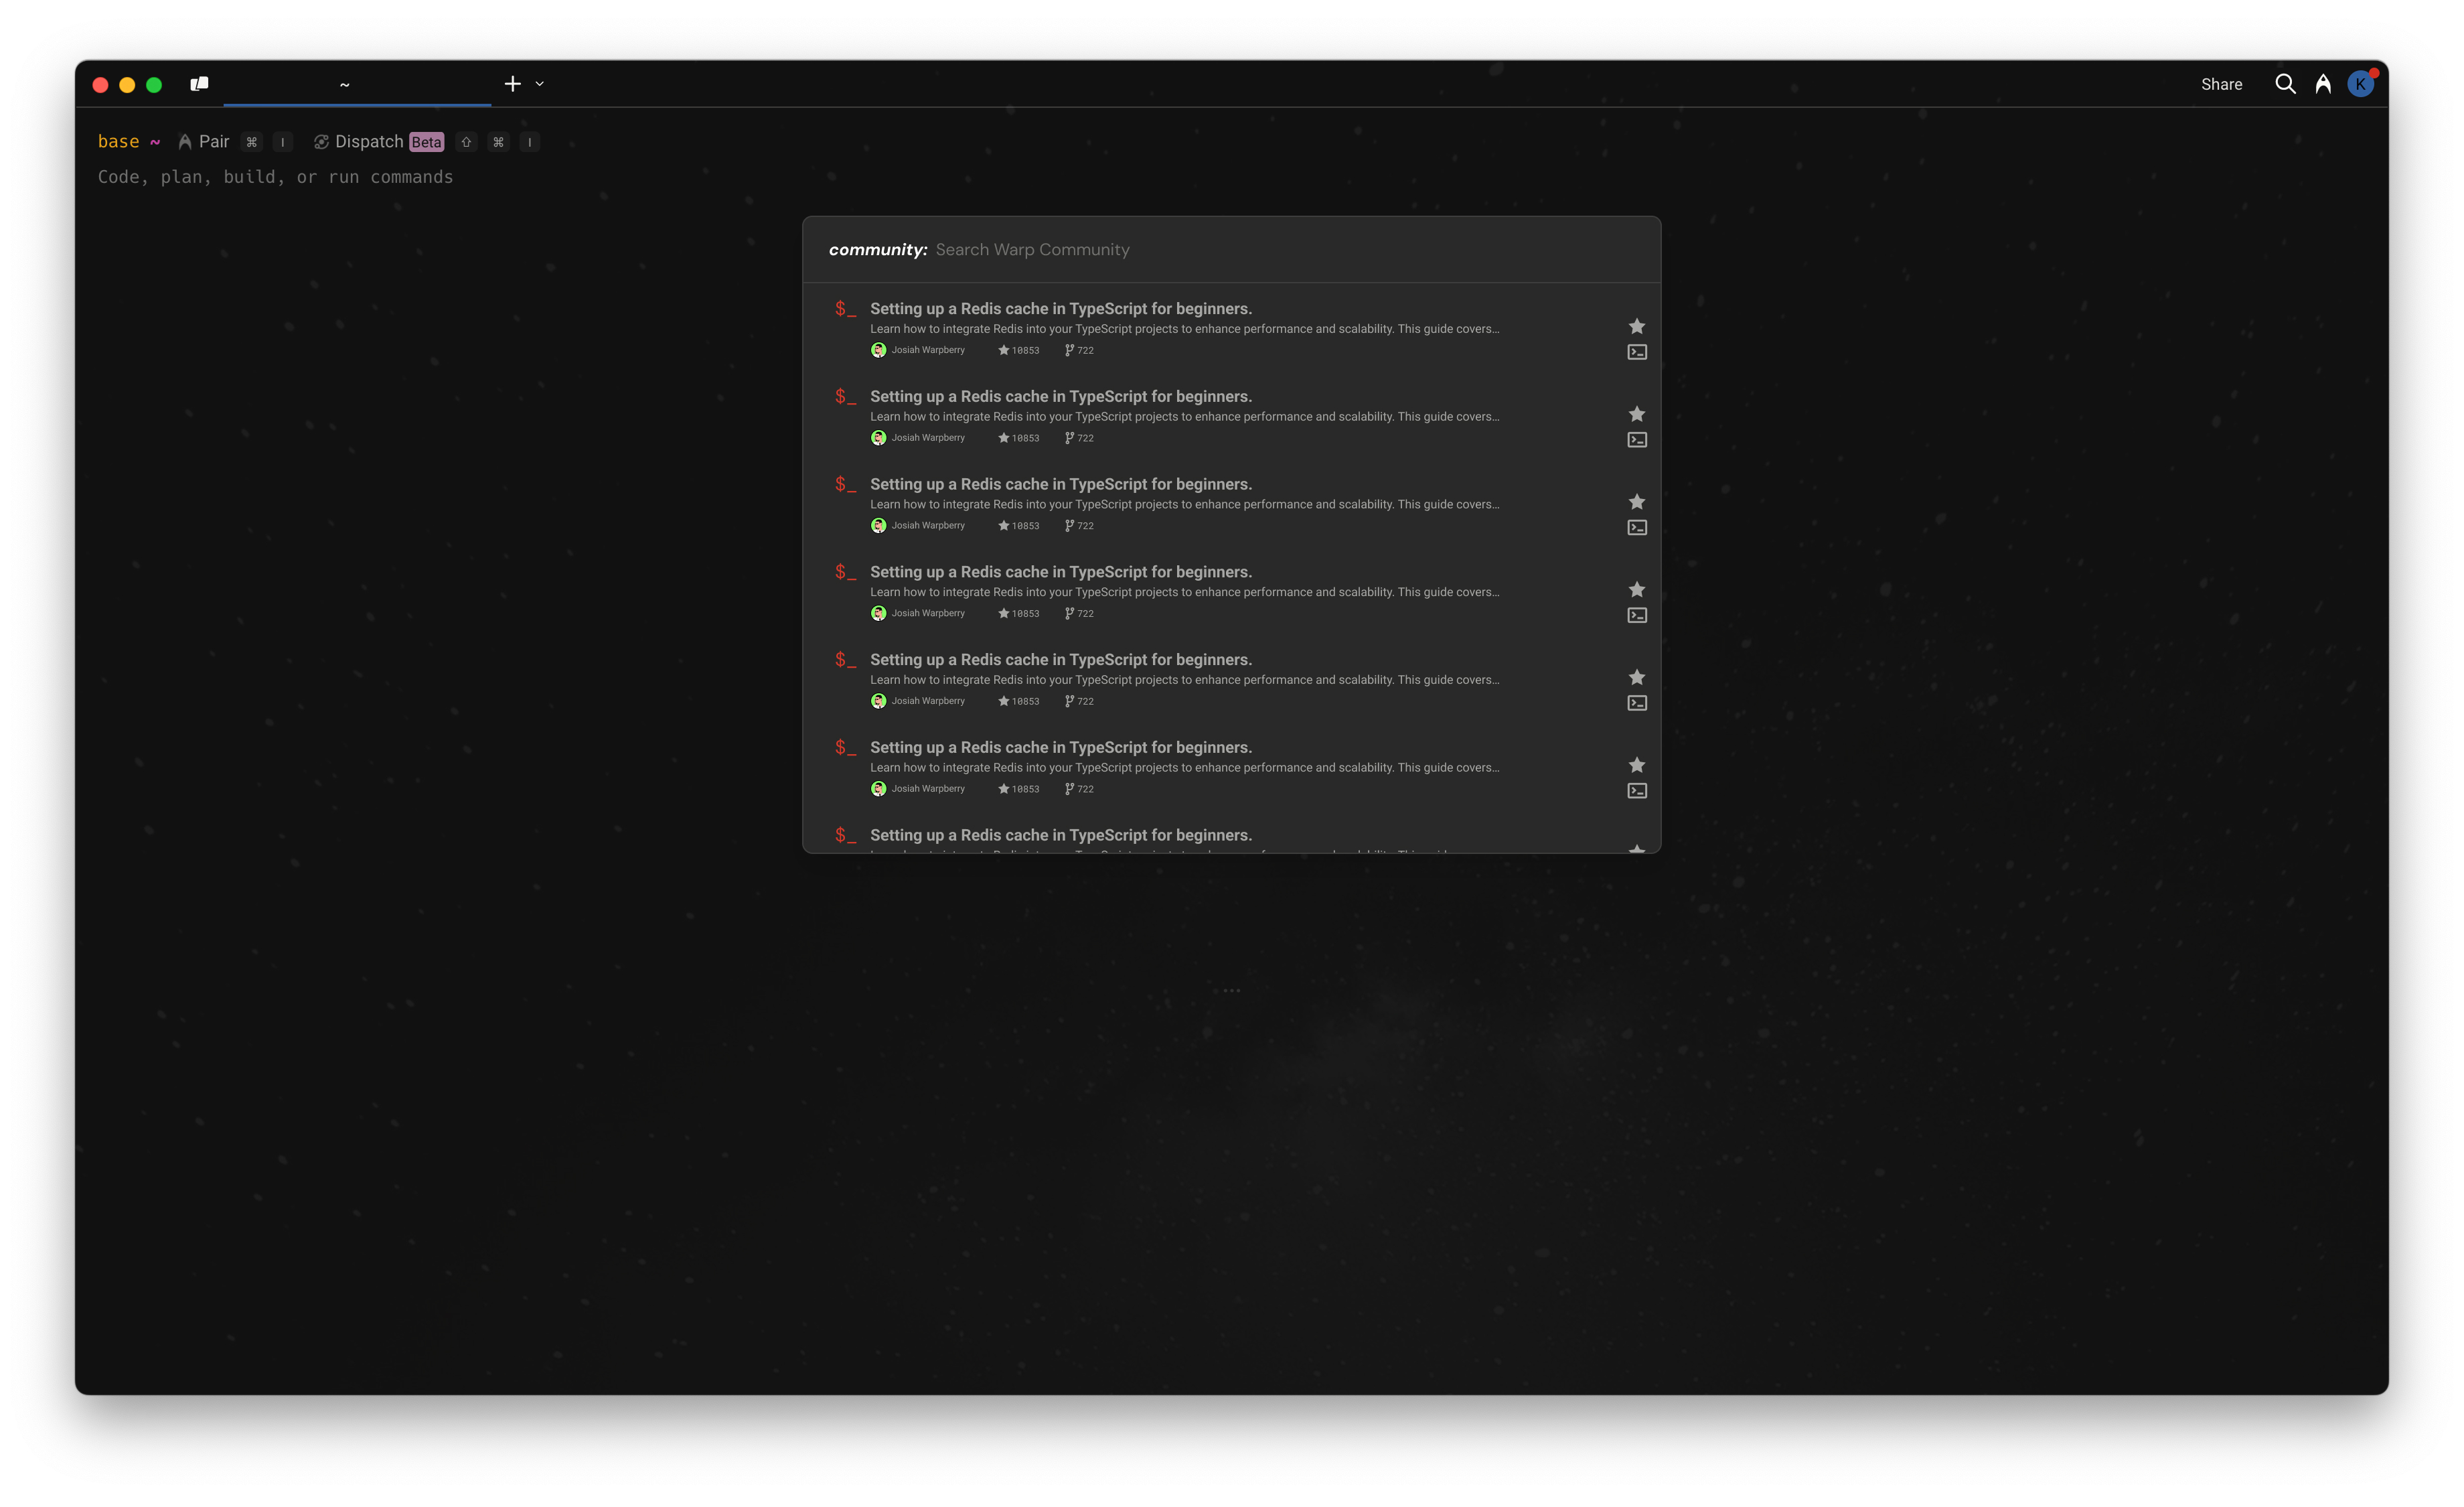 ~
Share
K
base ~ Pair ⌘ I Dispatch Beta ⇧ ⌘ I
Code, plan, build, or run commands
community: Search Warp Community
$_ Setting up a Redis cache in TypeScript for beginners.
Learn how to integrate Redis into your TypeScript projects to enhance performance and scalability. This guide covers...
Josiah Warpberry 10853 722
$_ Setting up a Redis cache in TypeScript for beginners.
Learn how to integrate Redis into your TypeScript projects to enhance performance and scalability. This guide covers...
Josiah Warpberry 10853 722
$_ Setting up a Redis cache in TypeScript for beginners.
Learn how to integrate Redis into your TypeScript projects to enhance performance and scalability. This guide covers...
Josiah Warpberry 10853 722
$_ Setting up a Redis cache in TypeScript for beginners.
Learn how to integrate Redis into your TypeScript projects to enhance performance and scalability. This guide covers...
Josiah Warpberry 10853 722
$_ Setting up a Redis cache in TypeScript for beginners.
Learn how to integrate Redis into your TypeScript projects to enhance performance and scalability. This guide covers...
Josiah Warpberry 10853 722
$_ Setting up a Redis cache in TypeScript for beginners.
Learn how to integrate Redis into your TypeScript projects to enhance performance and scalability. This guide covers...
Josiah Warpberry 10853 722
$_ Setting up a Redis cache in TypeScript for beginners.